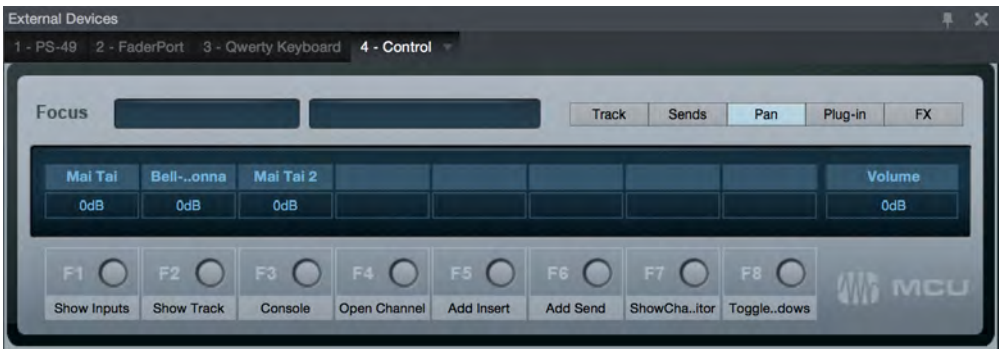 External Devices
1 - PS-49 2 - FaderPort 3 - Qwerty Keyboard 4 - Control
Focus Track Sends Pan Plug-in FX
Mai Tai Bell-..onna Mai Tai 2 Volume
0dB 0dB 0dB 0dB
F1 F2 F3 F4 F5 F6 F7 F8 MCU
Show Inputs Show Track Console Open Channel Add Insert Add Send ShowCha..itor Toggle..dows